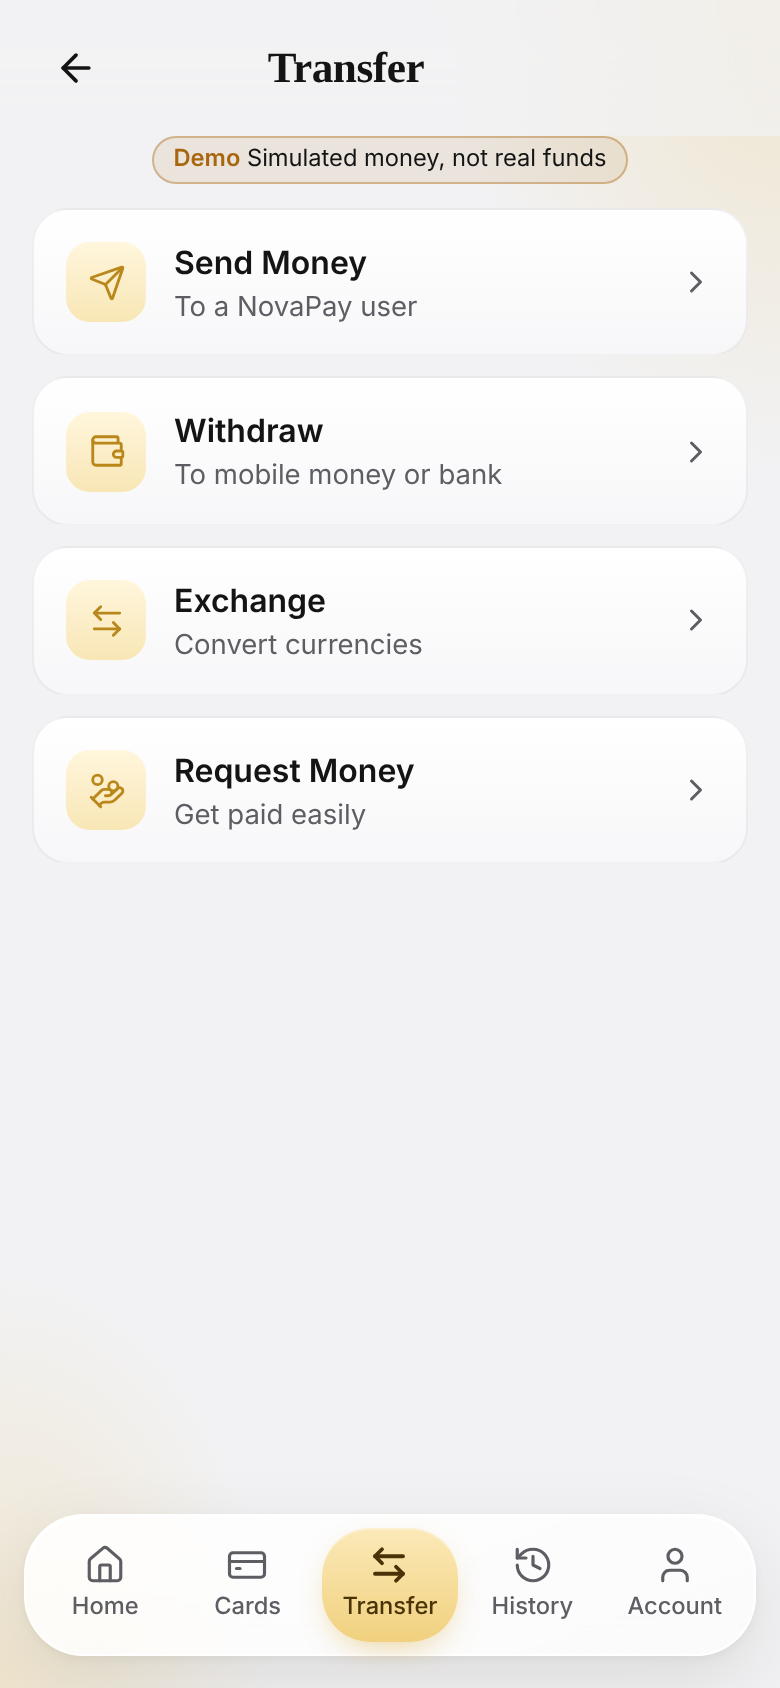 Transfer
Demo Simulated money, not real funds
Send Money
To a NovaPay user
Withdraw
To mobile money or bank
Exchange
Convert currencies
Request Money
Get paid easily
Home
Cards
Transfer
History
Account